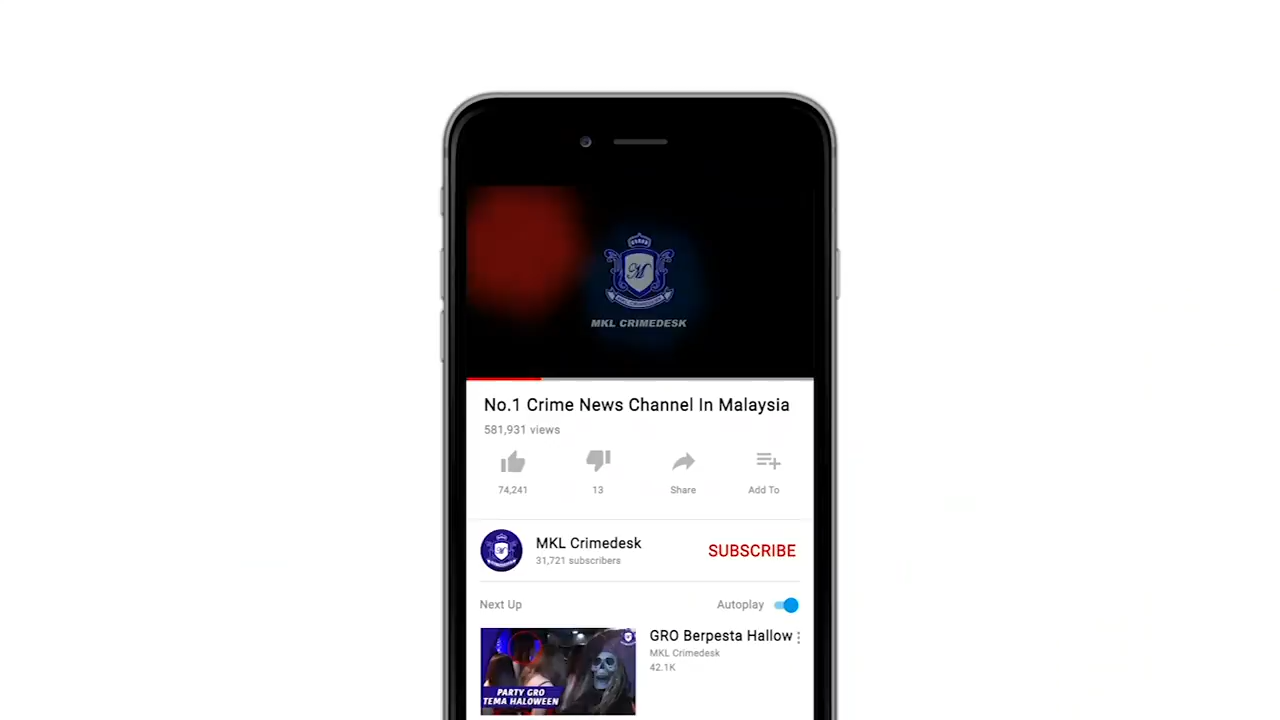 M
MKL CRIMEDESK
MKL CRIMEDESK
No.1 Crime News Channel In Malaysia
581,931 views
74,241
13
Share
Add To
MKL Crimedesk
SUBSCRIBE
31,721 subscribers
Next Up
Autoplay
GRO Berpesta Hallow
MKL Crimedesk
42.1K
PARTY GRO
TEMA HALOWEEN